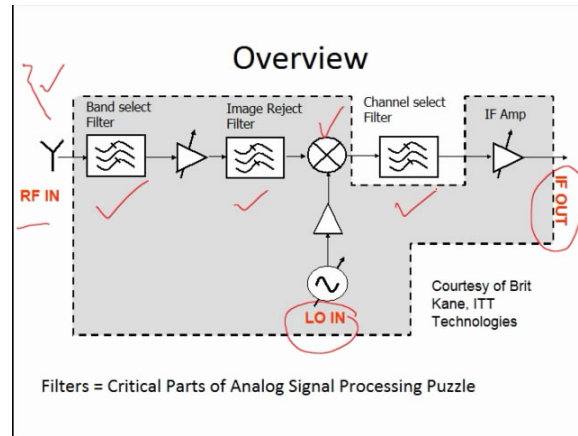 Overview
Band select
Filter
Image Reject
Filter
Channel select
Filter
IF Amp
RF IN
IF OUT
LO IN
Courtesy of Brit
Kane, ITT
Technologies
Filters = Critical Parts of Analog Signal Processing Puzzle